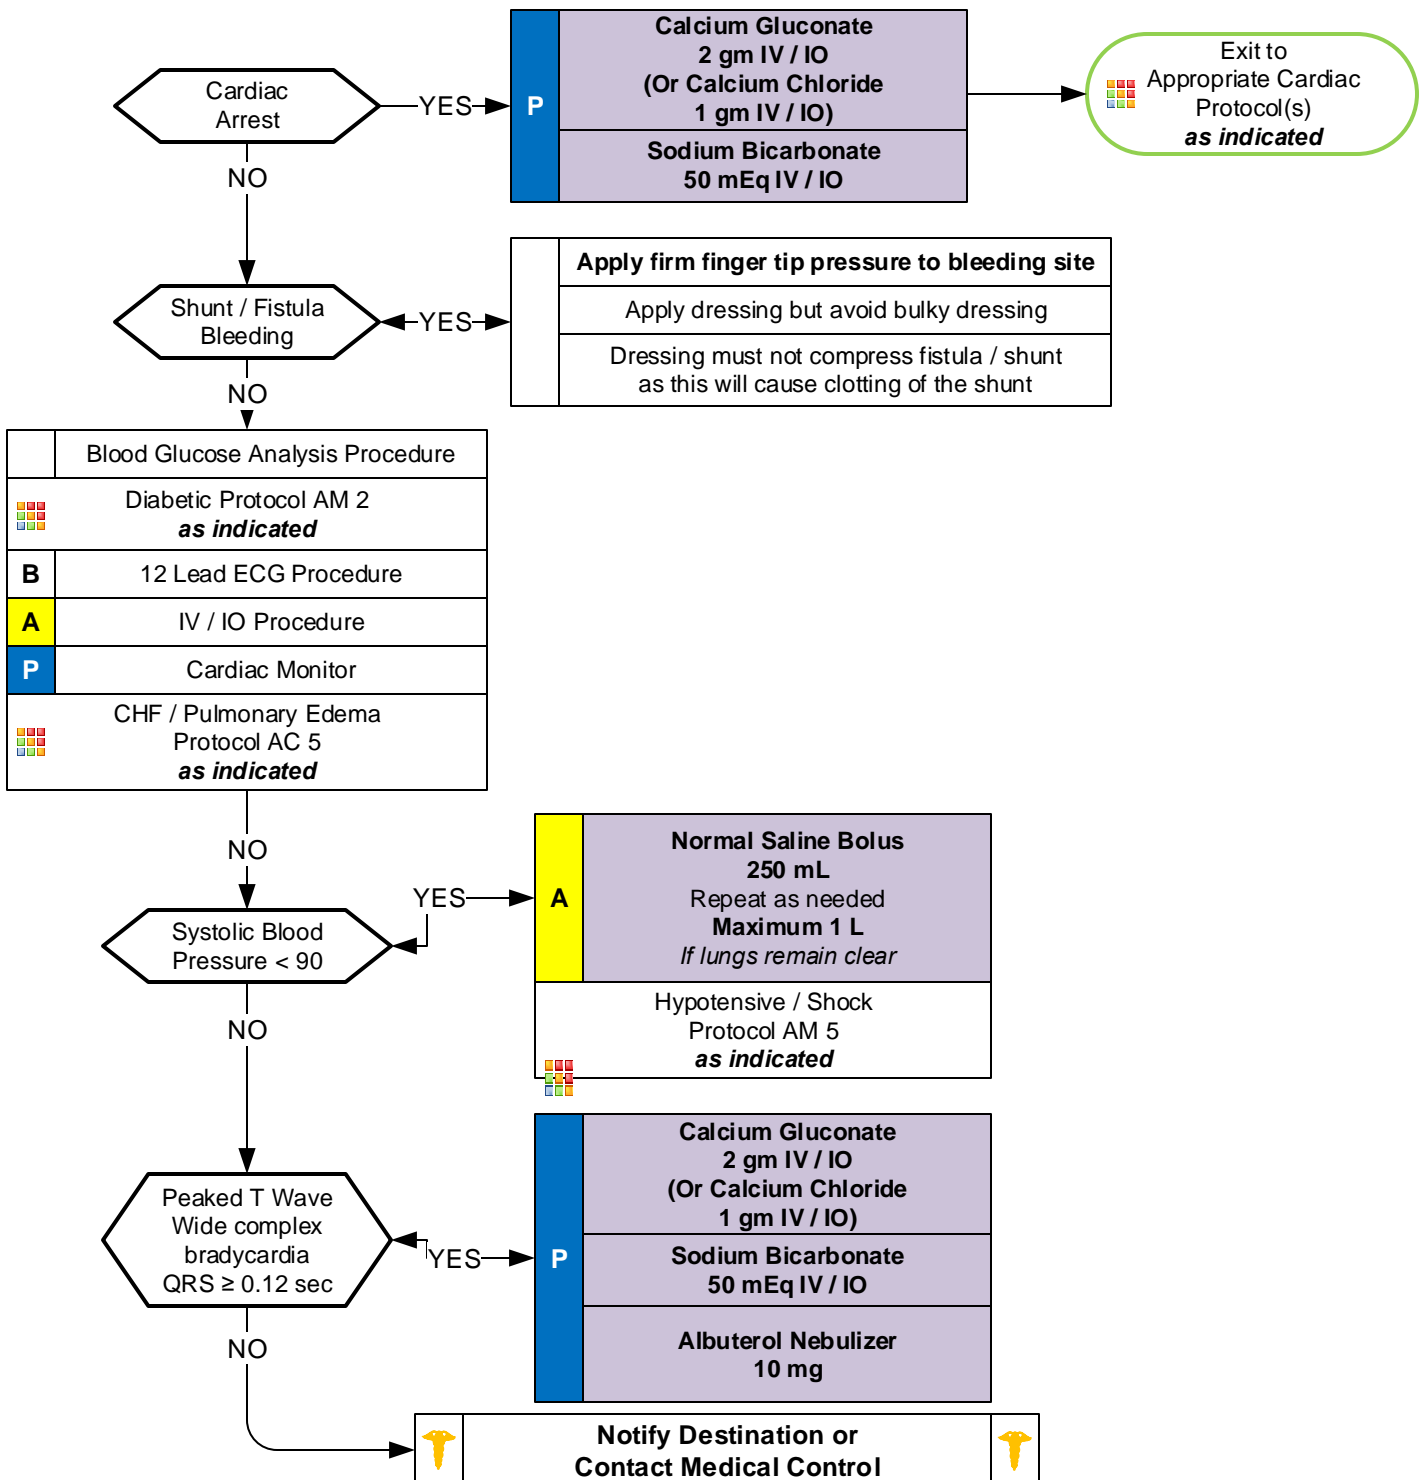 Cardiac
Arrest
YES
P
Calcium Gluconate
2 gm IV / IO
(Or Calcium Chloride
1 gm IV / IO)
Sodium Bicarbonate
50 mEq IV / IO
Exit to
Appropriate Cardiac
Protocol(s)
as indicated
NO
Shunt / Fistula
Bleeding
YES
Apply firm finger tip pressure to bleeding site
Apply dressing but avoid bulky dressing
Dressing must not compress fistula / shunt
as this will cause clotting of the shunt
NO
Blood Glucose Analysis Procedure
Diabetic Protocol AM 2
as indicated
B
12 Lead ECG Procedure
A
IV / IO Procedure
P
Cardiac Monitor
CHF / Pulmonary Edema
Protocol AC 5
as indicated
NO
Systolic Blood
Pressure < 90
YES
A
Normal Saline Bolus
250 mL
Repeat as needed
Maximum 1 L
If lungs remain clear
Hypotensive / Shock
Protocol AM 5
as indicated
NO
Peaked T Wave
Wide complex
bradycardia
QRS ≥ 0.12 sec
YES
P
Calcium Gluconate
2 gm IV / IO
(Or Calcium Chloride
1 gm IV / IO)
Sodium Bicarbonate
50 mEq IV / IO
Albuterol Nebulizer
10 mg
NO
Notify Destination or
Contact Medical Control